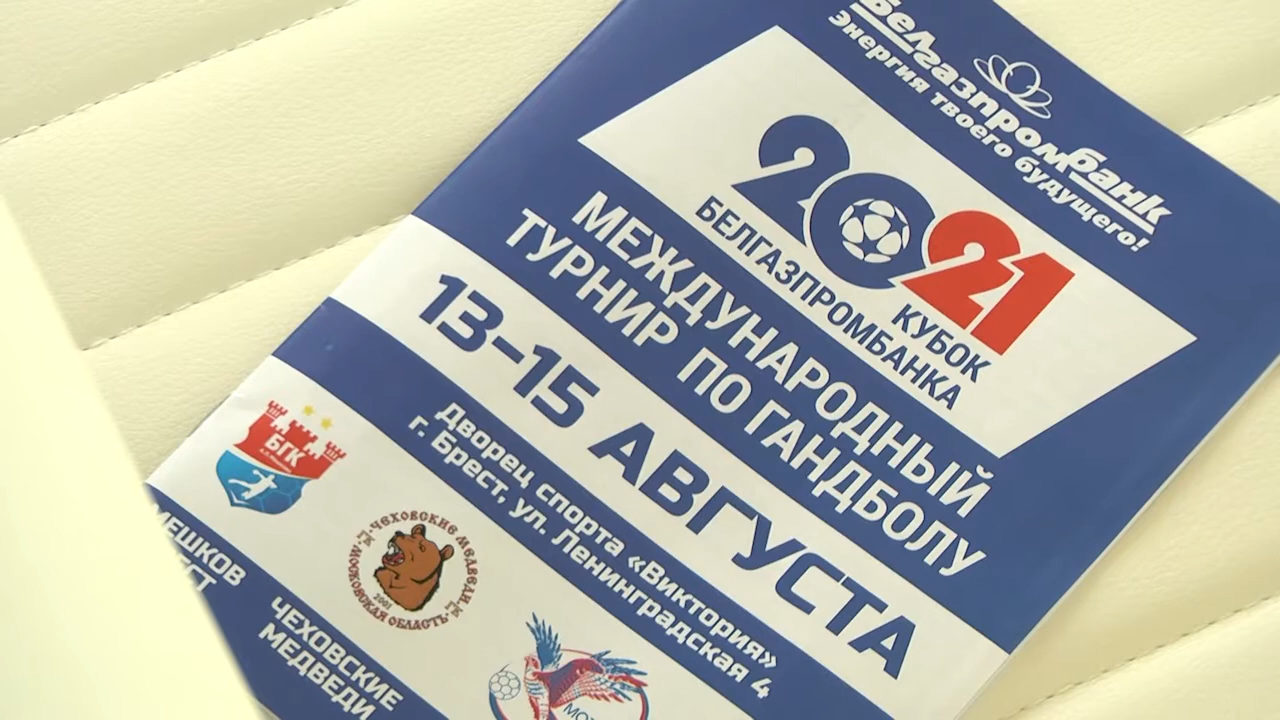 Белгазпромбанк
Энергия твоего будущего!
2021
КУБОК
БЕЛГАЗПРОМБАНКА
МЕЖДУНАРОДНЫЙ
ТУРНИР ПО ГАНДБОЛУ
13-15 АВГУСТА
Дворец спорта «Виктория»
г. Брест, ул. Ленинградская 4
БГК
ЧЕХОВСКИЕ МЕДВЕДИ
МОСКОВСКАЯ ОБЛАСТЬ
2001
ЧЕХОВСКИЕ
МЕДВЕДИ